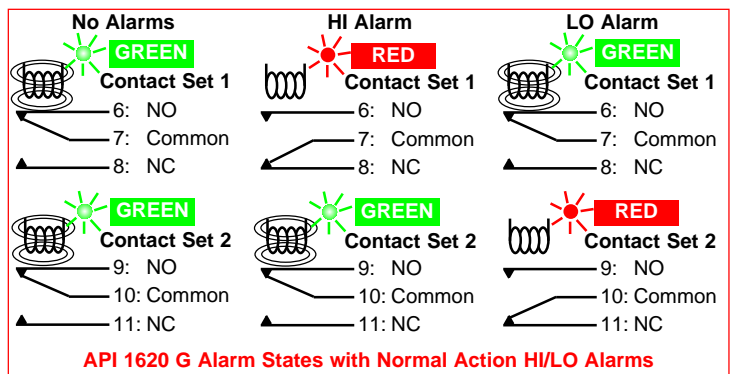 No Alarms HI Alarm LO Alarm
GREEN RED GREEN
Contact Set 1 Contact Set 1 Contact Set 1
6: NO 6: NO 6: NO
7: Common 7: Common 7: Common
8: NC 8: NC 8: NC
GREEN GREEN RED
Contact Set 2 Contact Set 2 Contact Set 2
9: NO 9: NO 9: NO
10: Common 10: Common 10: Common
11: NC 11: NC 11: NC
API 1620 G Alarm States with Normal Action HI/LO Alarms